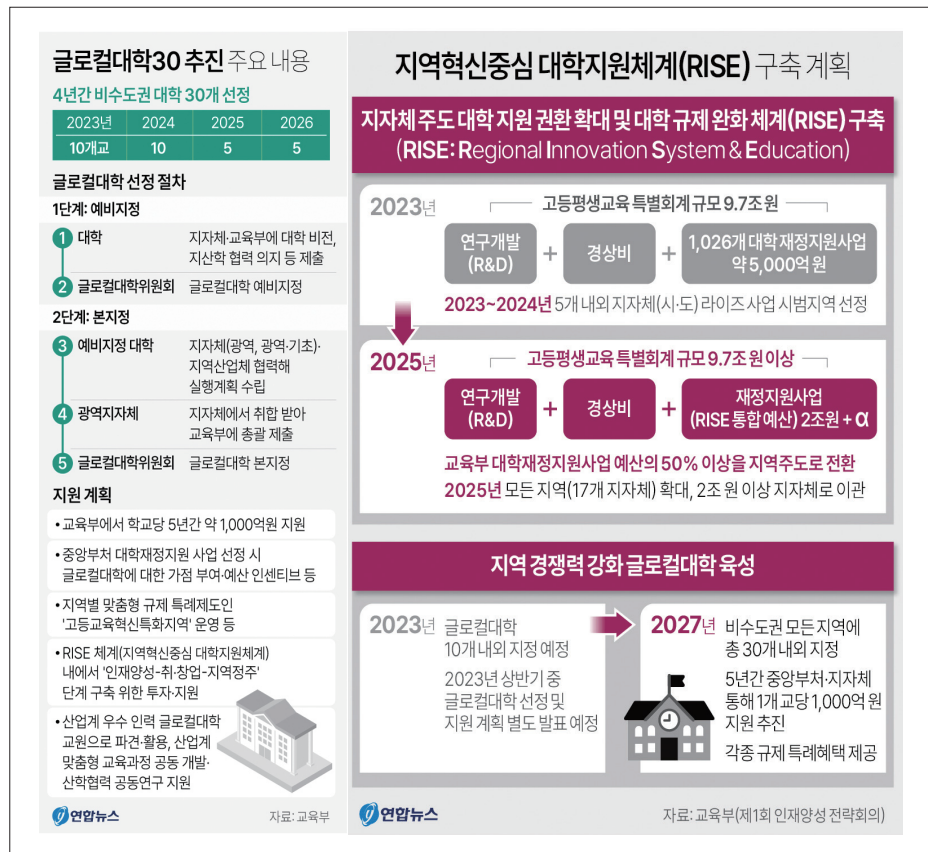 글로컬대학30 추진 주요 내용
4년간 비수도권 대학 30개 선정
2023년 2024 2025 2026
10개교 10 5 5
글로컬대학 선정 절차
1단계: 예비지정
1 대학 지자체·교육부에 대학 비전,
지산학 협력 의지 등 제출
2 글로컬대학위원회 글로컬대학 예비지정
2단계: 본지정
3 예비지정 대학 지자체(광역, 광역·기초)·
지역산업체 협력해
실행계획 수립
4 광역지자체 지자체에서 취합 받아
교육부에 총괄 제출
5 글로컬대학위원회 글로컬대학 본지정
지원 계획
• 교육부에서 학교당 5년간 약 1,000억원 지원
• 중앙부처 대학재정지원 사업 선정 시
글로컬대학에 대한 가점 부여·예산 인센티브 등
• 지역별 맞춤형 규제 특례제도인
'고등교육혁신특화지역' 운영 등
• RISE 체계(지역혁신중심 대학지원체계)
내에서 '인재양성-취·창업-지역정주'
단계 구축 위한 투자·지원
• 산업계 우수 인력 글로컬대학
교원으로 파견·활용, 산업계
맞춤형 교육과정 공동 개발·
산학협력 공동연구 지원
연합뉴스 자료: 교육부
지역혁신중심 대학지원체계(RISE) 구축 계획
지자체 주도 대학 지원 권환 확대 및 대학 규제 완화 체계(RISE) 구축
(RISE: Regional Innovation System & Education)
2023년 고등평생교육 특별회계 규모 9.7조 원
연구개발
(R&D) + 경상비 + 1,026개 대학 재정지원사업
약 5,000억 원
2023~2024년 5개 내외 지자체(시·도) 라이즈 사업 시범지역 선정
2025년 고등평생교육 특별회계 규모 9.7조 원 이상
연구개발
(R&D) + 경상비 + 재정지원사업
(RISE 통합 예산) 2조원 + α
교육부 대학재정지원사업 예산의 50% 이상을 지역주도로 전환
2025년 모든 지역(17개 지자체) 확대, 2조 원 이상 지자체로 이관
지역 경쟁력 강화 글로컬대학 육성
2023년 글로컬대학
10개 내외 지정 예정
2023년 상반기 중
글로컬대학 선정 및
지원 계획 별도 발표 예정
2027년 비수도권 모든 지역에
총 30개 내외 지정
5년간 중앙부처·지자체
통해 1개 교당 1,000억 원
지원 추진
각종 규제 특례혜택 제공
연합뉴스 자료: 교육부(제1회 인재양성 전략회의)